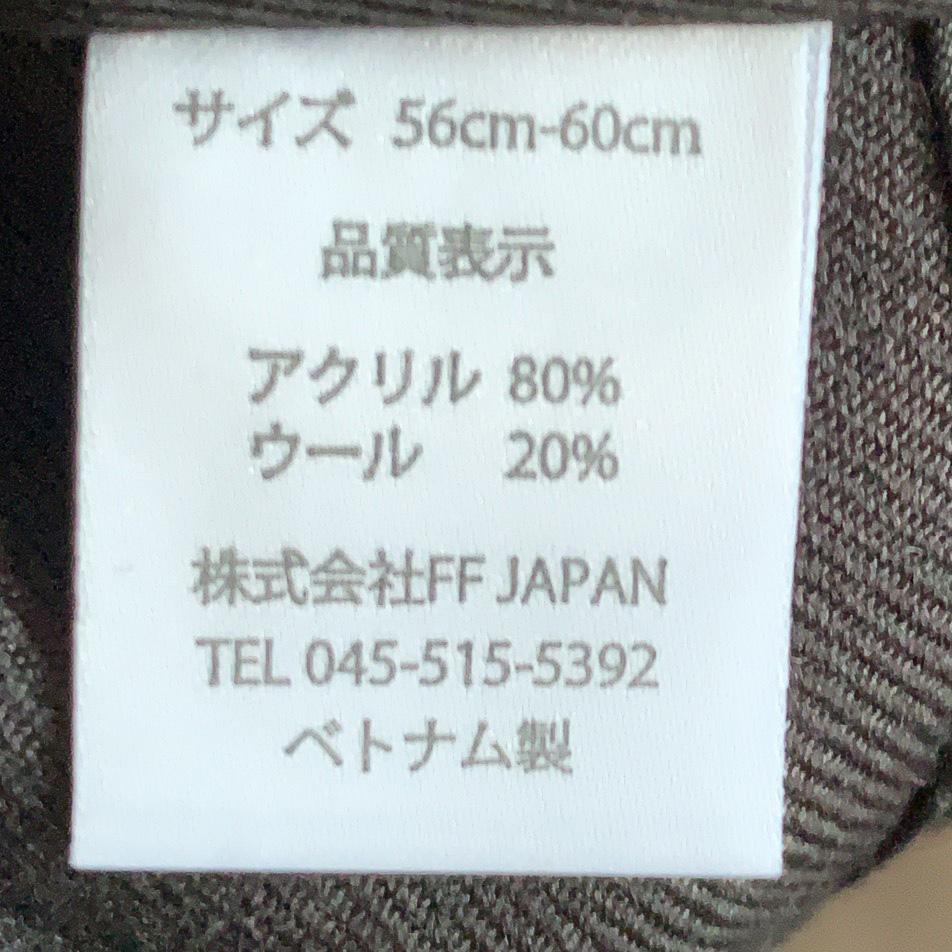 サイズ 56cm-60cm
品質表示
アクリル 80%
ウール 20%
株式会社FF JAPAN
TEL 045-515-5392
ベトナム製